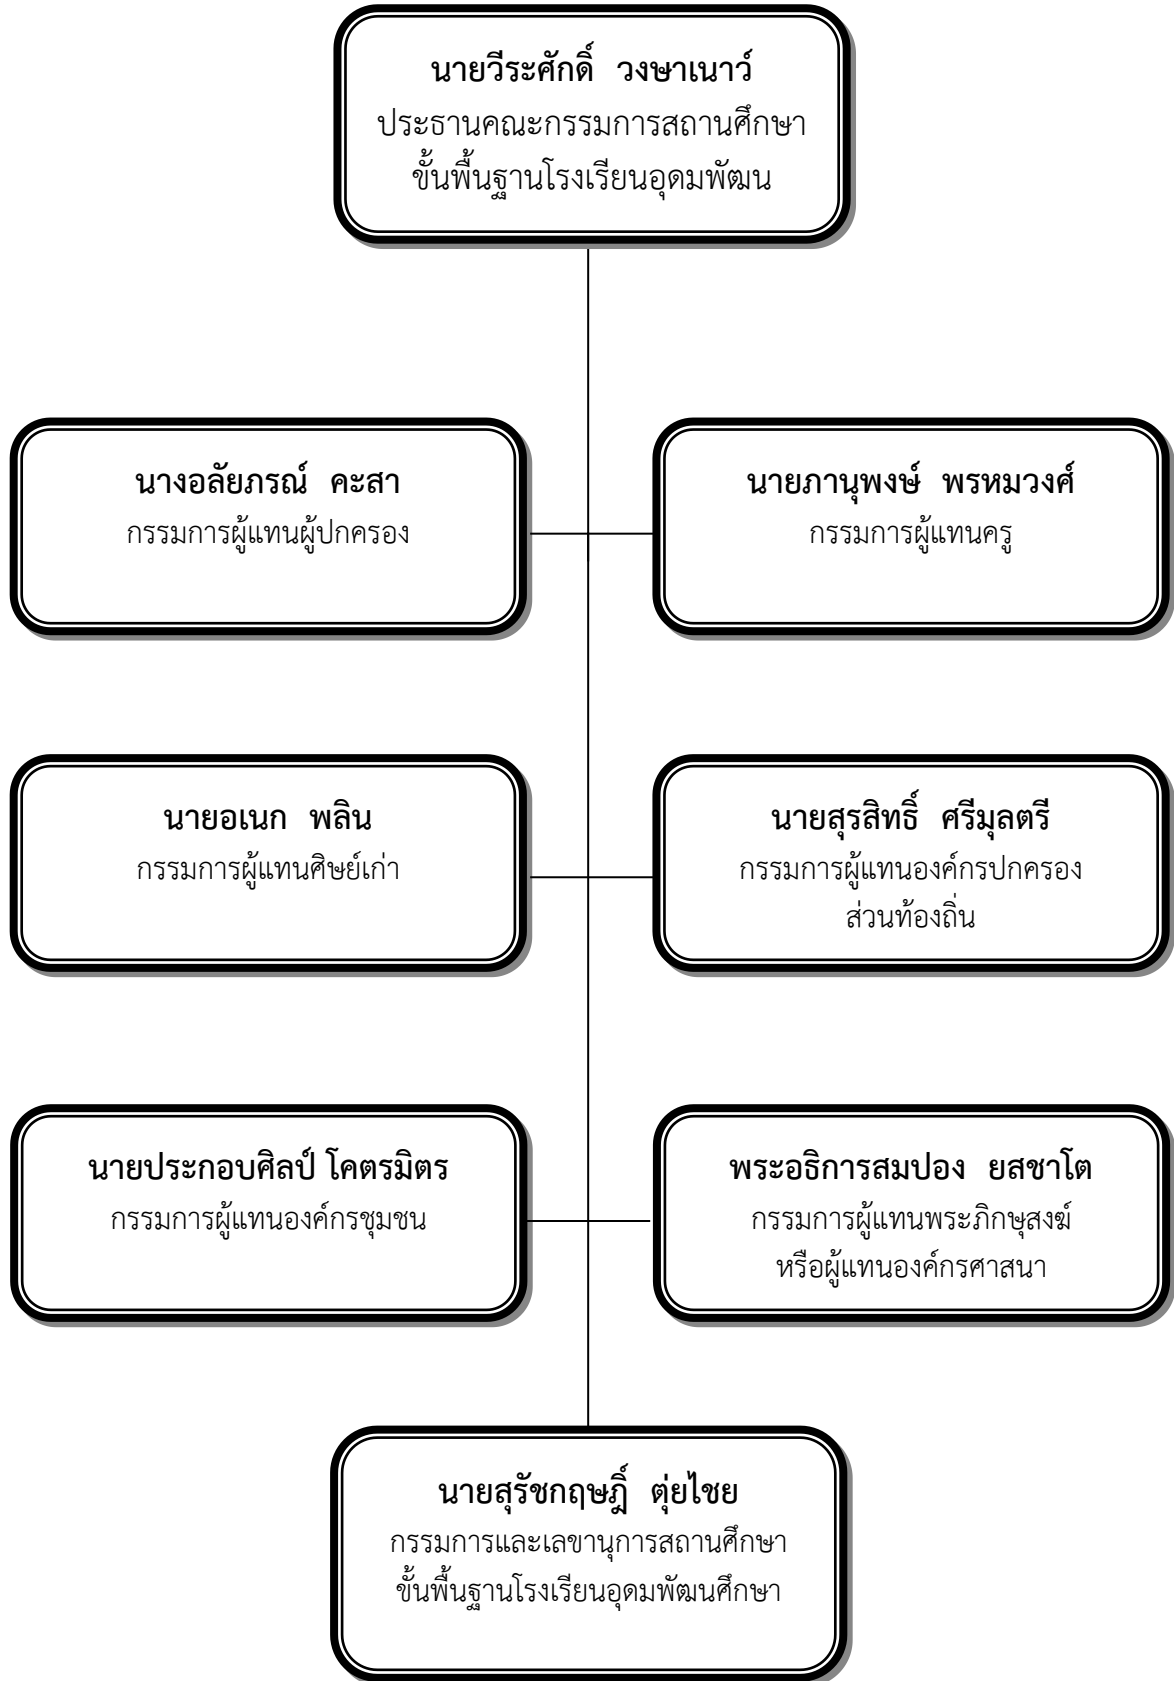 นายวีระศักดิ์ วงษาเนาว์
ประธานคณะกรรมการสถานศึกษา
ขั้นพื้นฐานโรงเรียนอุดมพัฒน
นางอลัยภรณ์ คะสา
กรรมการผู้แทนผู้ปกครอง
นายภานุพงษ์ พรหมวงศ์
กรรมการผู้แทนครู
นายอเนก พลิน
กรรมการผู้แทนศิษย์เก่า
นายสุรสิทธิ์ ศรีมุลตรี
กรรมการผู้แทนองค์กรปกครอง
ส่วนท้องถิ่น
นายประกอบศิลป์ โคตรมิตร
กรรมการผู้แทนองค์กรชุมชน
พระอธิการสมปอง ยสชาโต
กรรมการผู้แทนพระภิกษุสงฆ์
หรือผู้แทนองค์กรศาสนา
นายสุรัชกฤษฎิ์ ตุ่ยไชย
กรรมการและเลขานุการสถานศึกษา
ขั้นพื้นฐานโรงเรียนอุดมพัฒนศึกษา